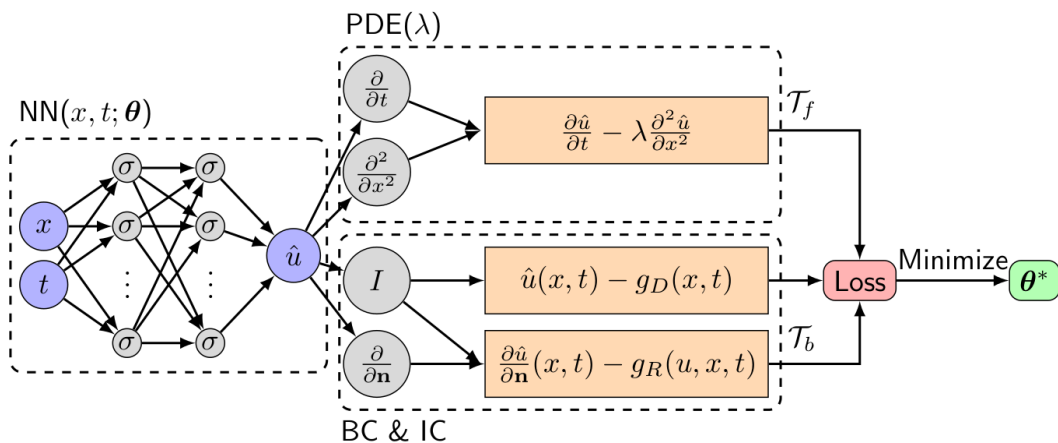 PDE(λ)
NN(x, t; θ)
∂/∂t
∂²/∂x²
∂û/∂t − λ ∂²û/∂x²
𝒯_f
x
t
σ σ
σ σ
⋮ ⋮
σ σ
û
I
∂/∂n
û(x, t) − g_D(x, t)
∂û/∂n(x, t) − g_R(u, x, t)
𝒯_b
Loss
Minimize
θ*
BC & IC